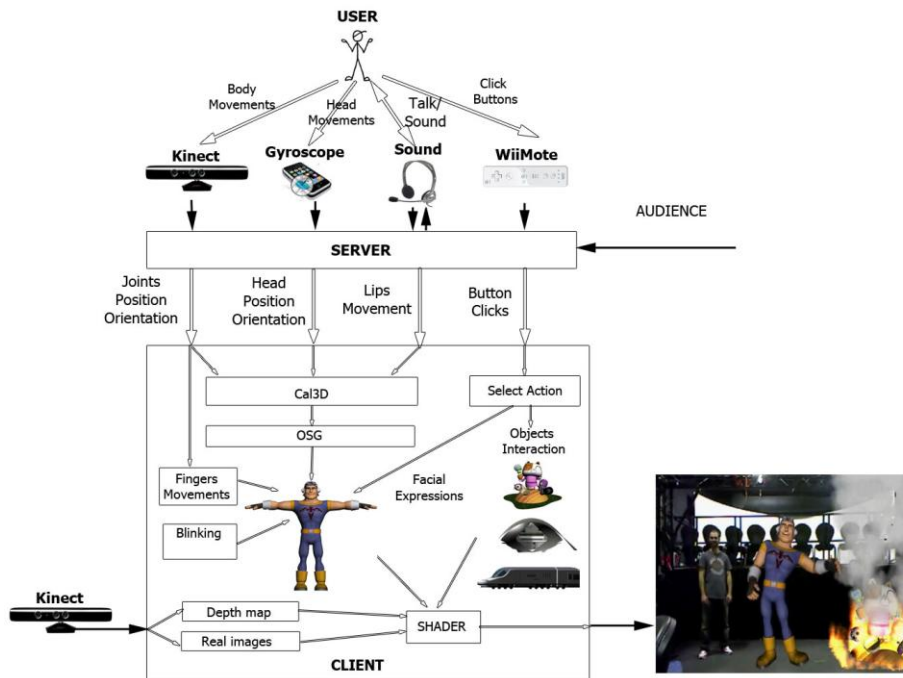 USER
Body
Movements
Head
Movements
Talk/
Sound
Click
Buttons
Kinect
Gyroscope
Sound
WiiMote
AUDIENCE
SERVER
Joints
Position
Orientation
Head
Position
Orientation
Lips
Movement
Button
Clicks
Cal3D
Select Action
OSG
Objects
Interaction
Fingers
Movements
Facial
Expressions
Blinking
Kinect
Depth map
Real images
SHADER
CLIENT